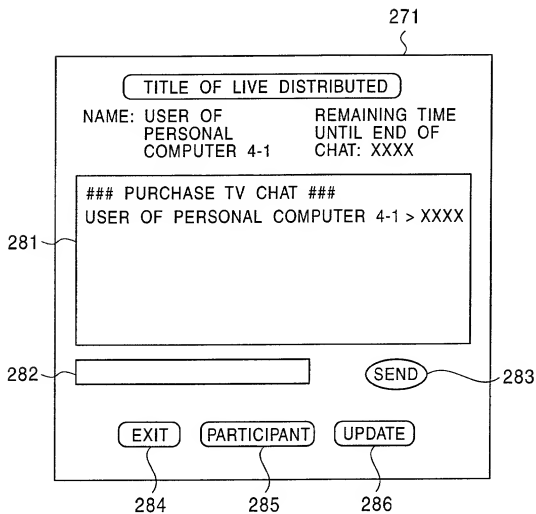 271
TITLE OF LIVE DISTRIBUTED
NAME: USER OF PERSONAL COMPUTER 4-1
REMAINING TIME UNTIL END OF CHAT: XXXX
### PURCHASE TV CHAT ###
USER OF PERSONAL COMPUTER 4-1 > XXXX
281
282
SEND
283
EXIT
PARTICIPANT
UPDATE
284
285
286